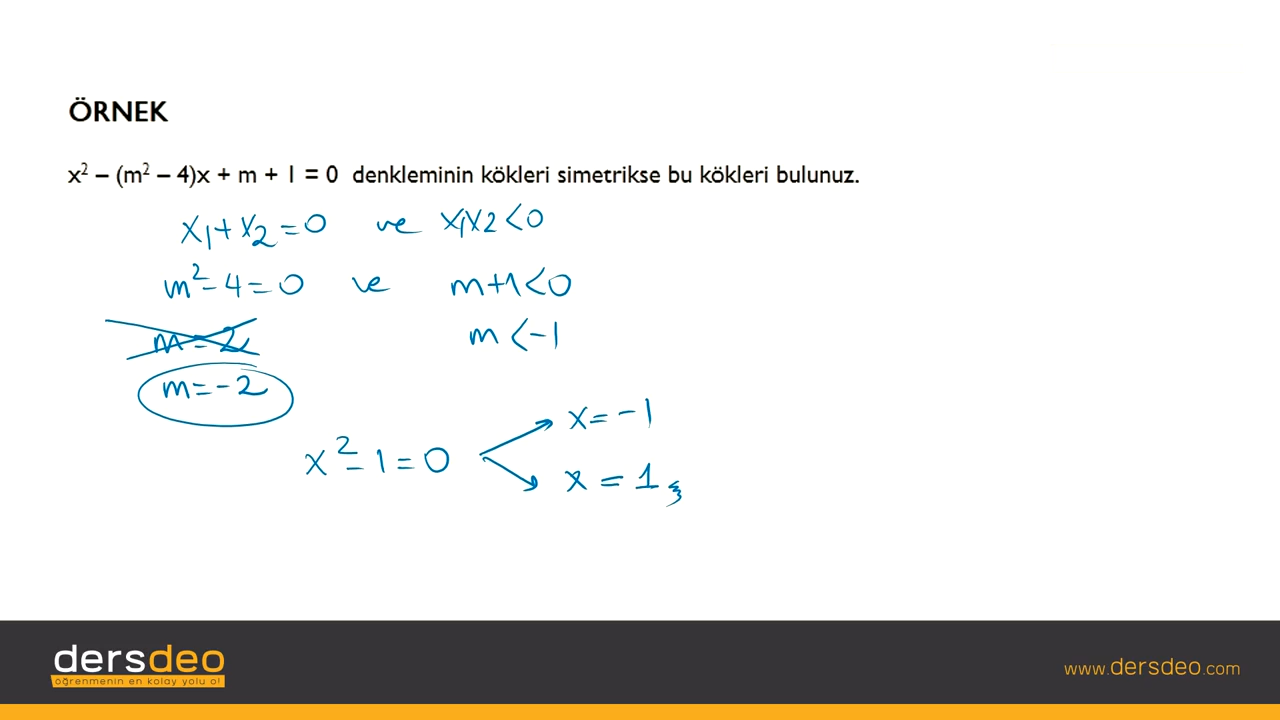 ÖRNEK
x² – (m² – 4)x + m + 1 = 0 denkleminin kökleri simetrikse bu kökleri bulunuz.
x₁+x₂=0 ve x₁x₂<0
m²-4=0 ve m+1<0
m=2 m<-1
m=-2
x=-1
x²-1=0
x=1
dersdeo
öğrenmenin en kolay yolu o!
www.dersdeo.com